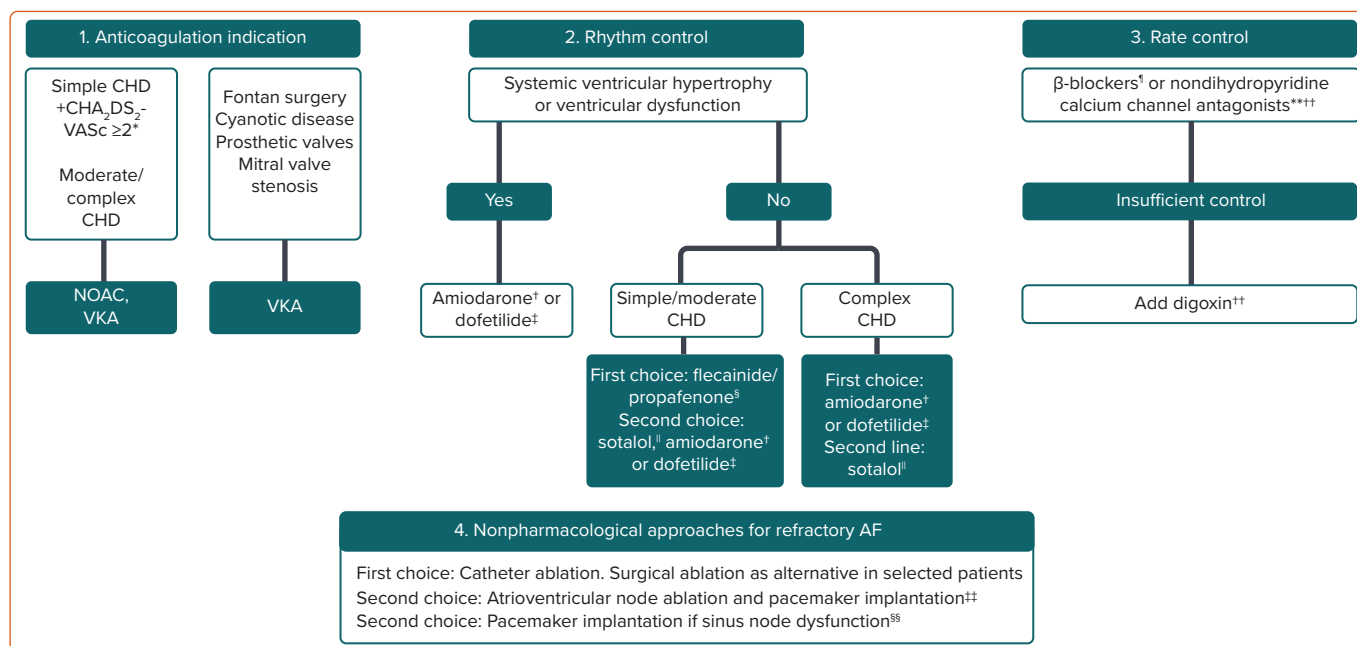 1. Anticoagulation indication
Simple CHD
+CHA₂DS₂-
VASc ≥2*
Moderate/
complex
CHD
NOAC,
VKA
Fontan surgery
Cyanotic disease
Prosthetic valves
Mitral valve
stenosis
VKA
2. Rhythm control
Systemic ventricular hypertrophy
or ventricular dysfunction
Yes
Amiodarone† or
dofetilide‡
No
Simple/moderate
CHD
First choice: flecainide/
propafenone§
Second choice:
sotalol,|| amiodarone†
or dofetilide‡
Complex
CHD
First choice:
amiodarone†
or dofetilide‡
Second line:
sotalol||
3. Rate control
β-blockers¶ or nondihydropyridine
calcium channel antagonists**††
Insufficient control
Add digoxin††
4. Nonpharmacological approaches for refractory AF
First choice: Catheter ablation. Surgical ablation as alternative in selected patients
Second choice: Atrioventricular node ablation and pacemaker implantation‡‡
Second choice: Pacemaker implantation if sinus node dysfunction§§